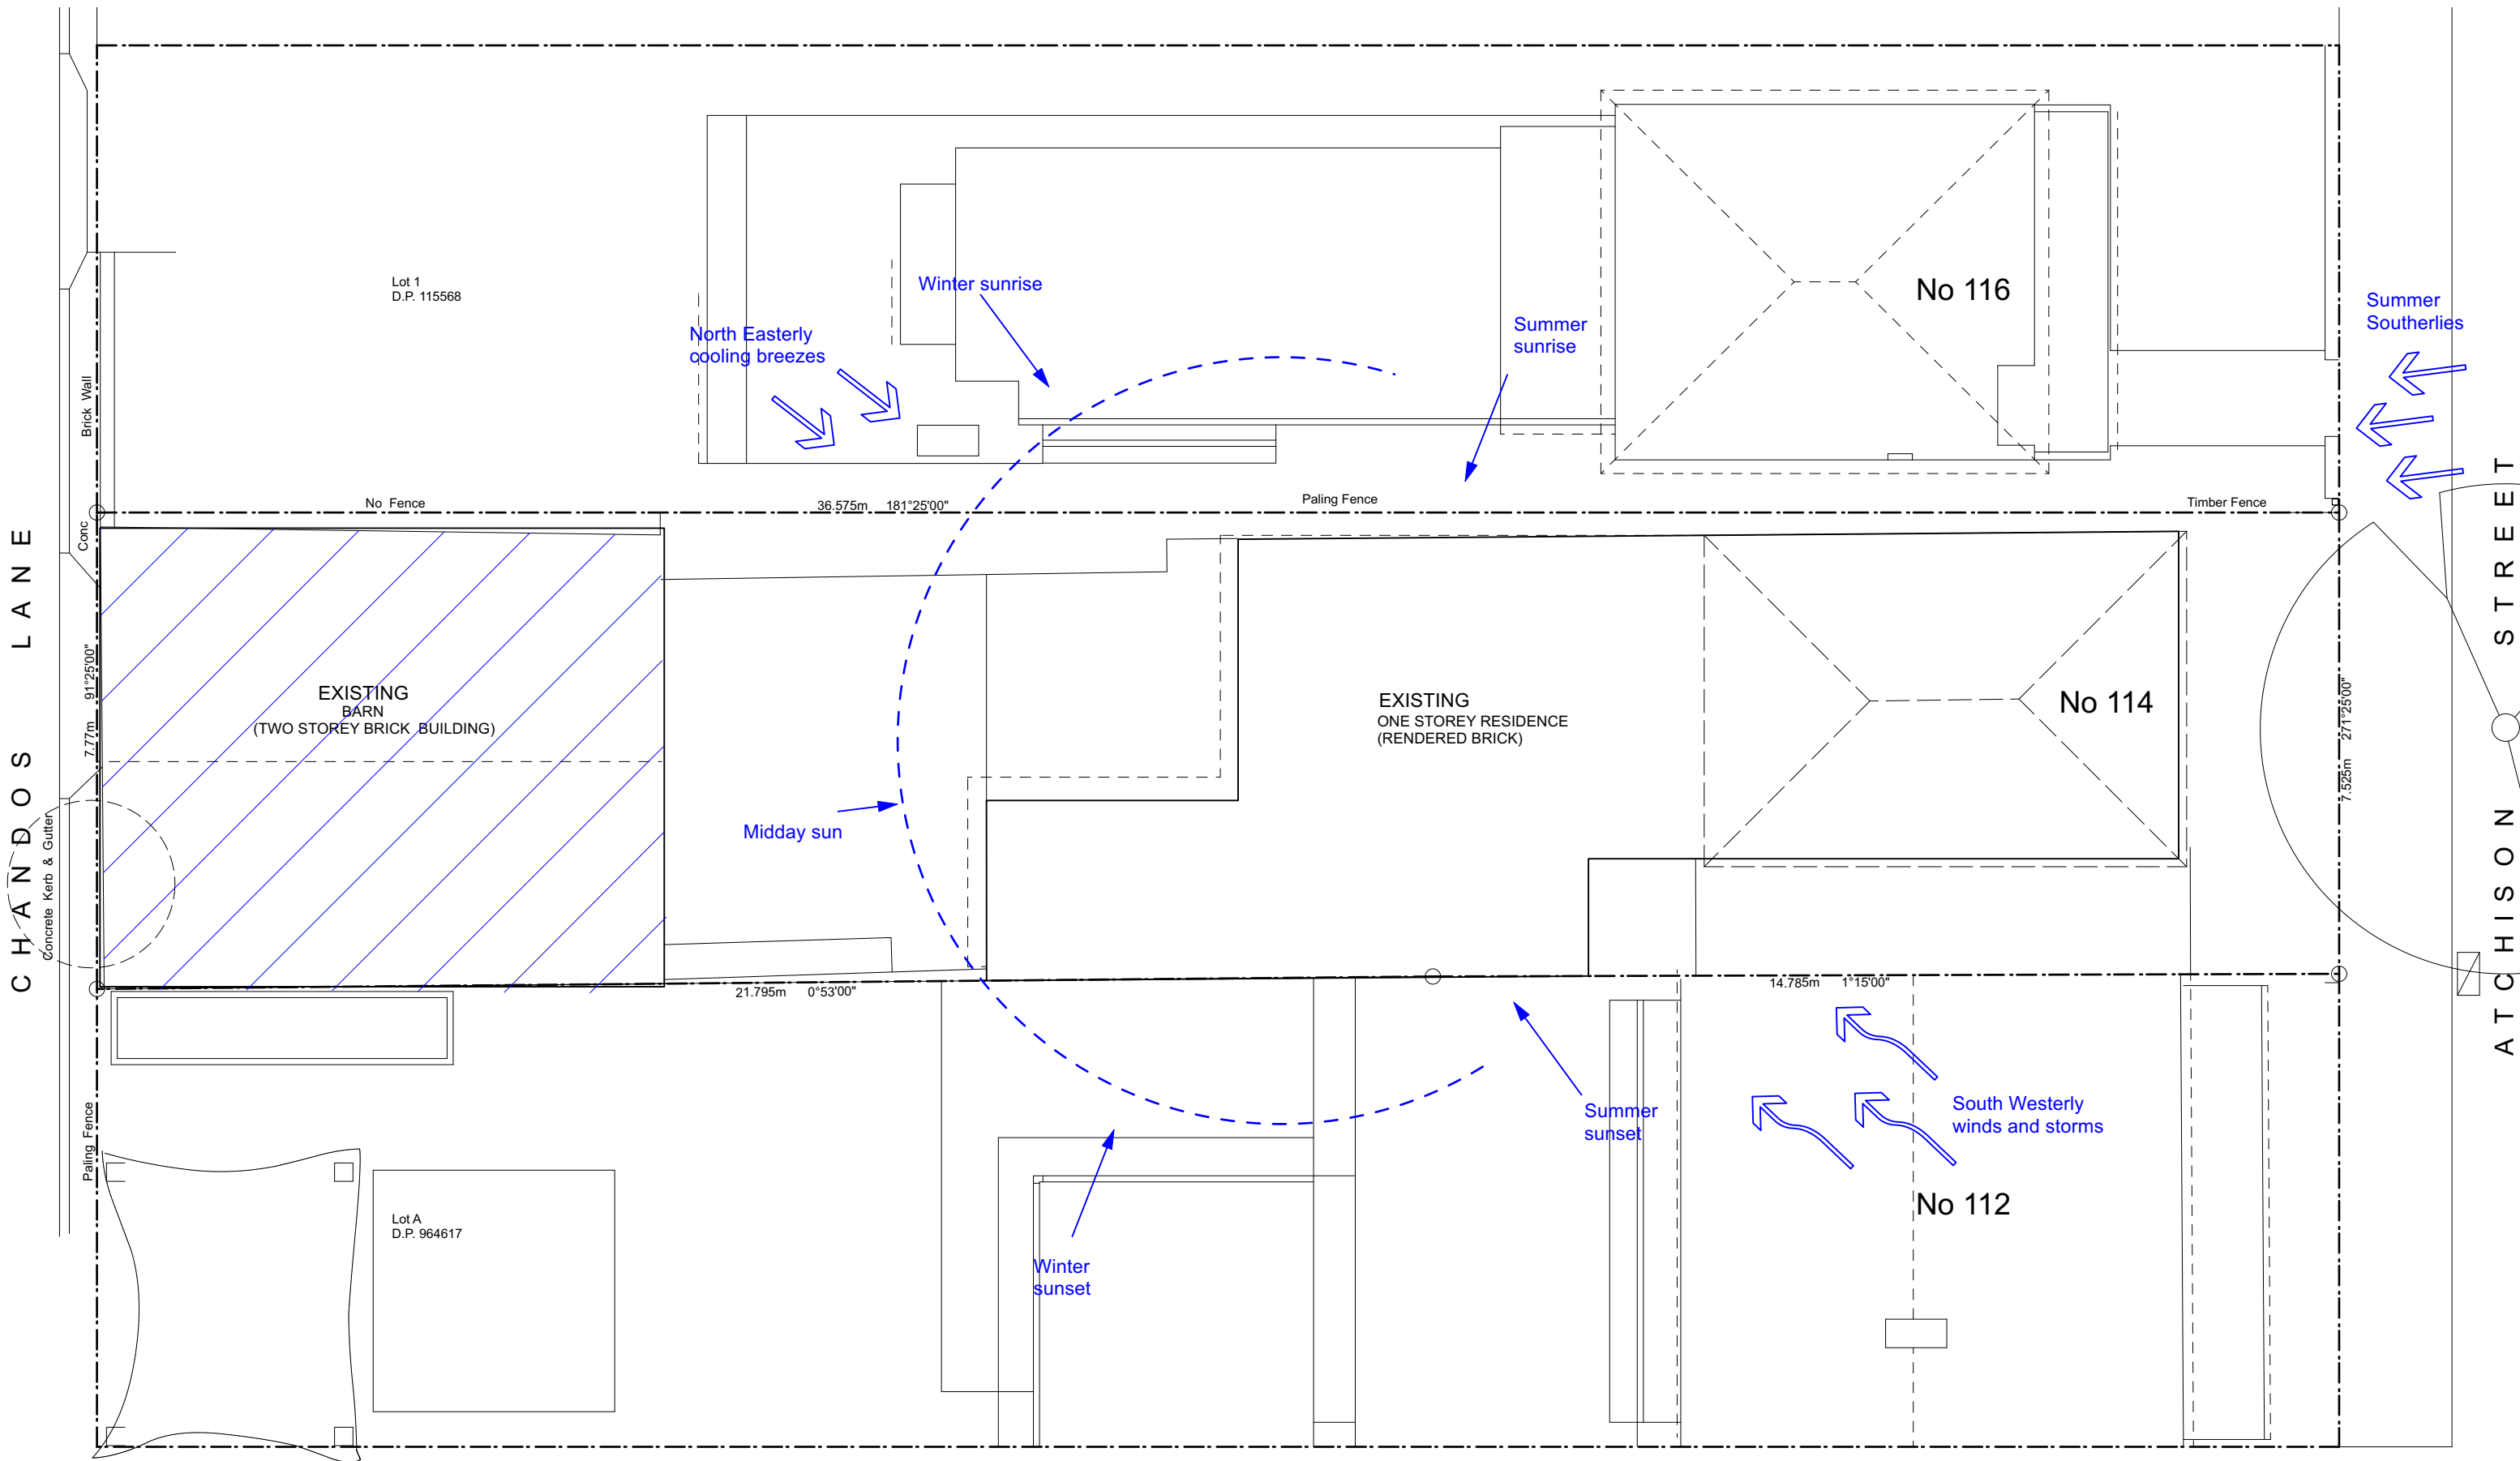 Lot 1
D.P. 115568
Winter sunrise
North Easterly
cooling breezes
Summer
sunrise
No 116
Summer
Southerlies
Brick Wall
Conc
No Fence
36.575m 181°25'00"
Paling Fence
Timber Fence
CHANDOS LANE
ATCHISON STREET
7.77m 91°25'00"
Concrete Kerb & Gutter
EXISTING
BARN
(TWO STOREY BRICK BUILDING)
EXISTING
ONE STOREY RESIDENCE
(RENDERED BRICK)
No 114
7.525m 271°25'00"
Midday sun
21.795m 0°53'00"
14.785m 1°15'00"
Paling Fence
Summer
sunset
South Westerly
winds and storms
No 112
Lot A
D.P. 964617
Winter
sunset